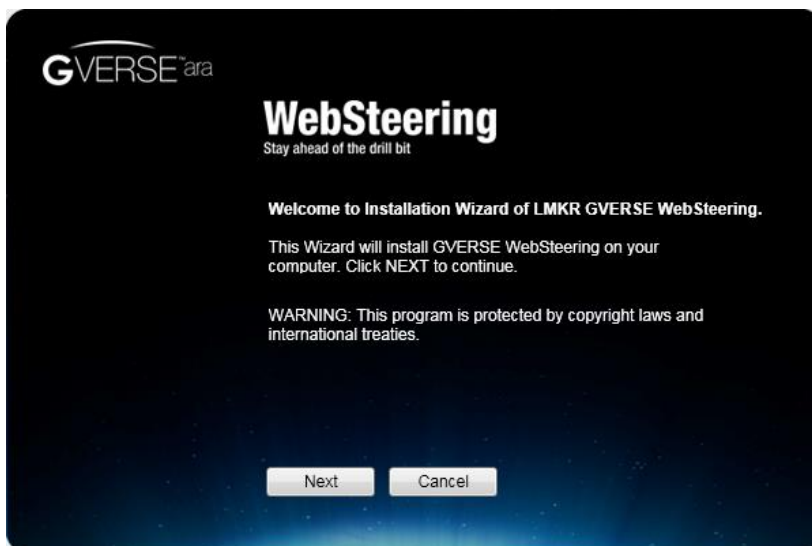 GVERSE™ara
WebSteering
Stay ahead of the drill bit
Welcome to Installation Wizard of LMKR GVERSE WebSteering.
This Wizard will install GVERSE WebSteering on your
computer. Click NEXT to continue.
WARNING: This program is protected by copyright laws and
international treaties.
Next
Cancel